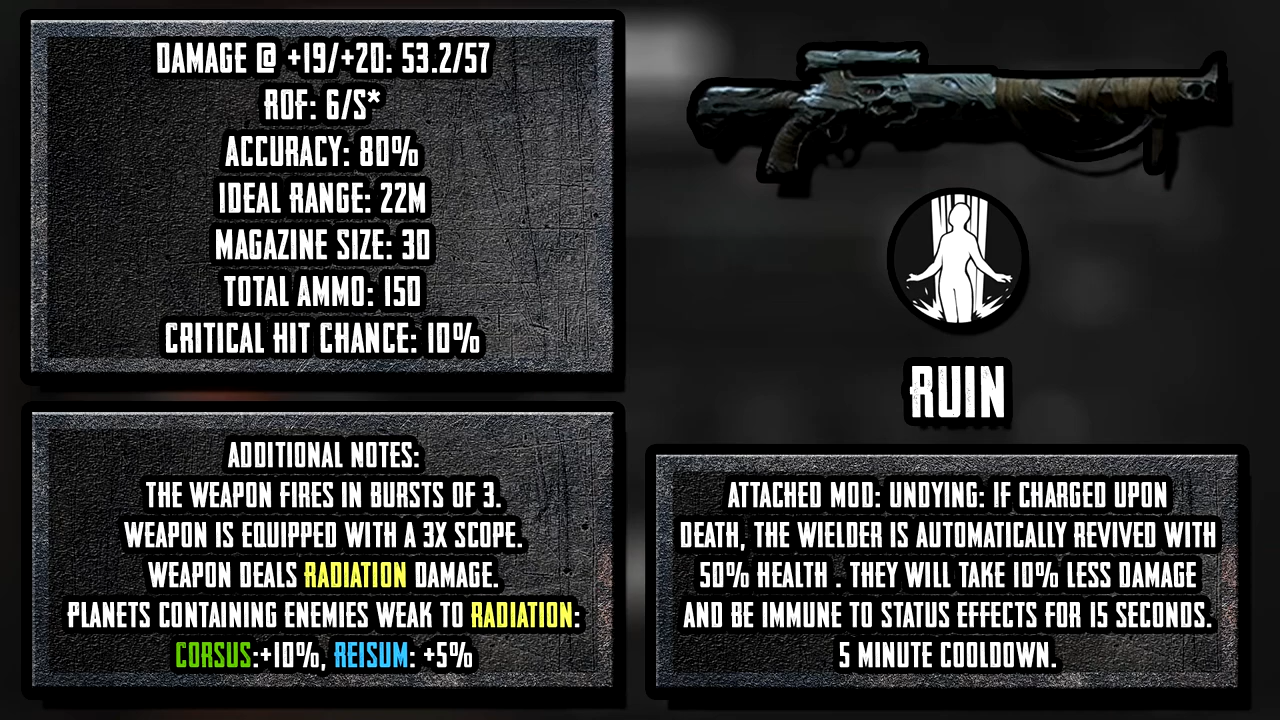 DAMAGE @ +19/+20: 53.2/57
ROF: 6/S*
ACCURACY: 80%
IDEAL RANGE: 22M
MAGAZINE SIZE: 30
TOTAL AMMO: 150
CRITICAL HIT CHANCE: 10%
ADDITIONAL NOTES:
THE WEAPON FIRES IN BURSTS OF 3.
WEAPON IS EQUIPPED WITH A 3X SCOPE.
WEAPON DEALS RADIATION DAMAGE.
PLANETS CONTAINING ENEMIES WEAK TO RADIATION:
CORSUS:+10%, REISUM: +5%
RUIN
ATTACHED MOD: UNDYING: IF CHARGED UPON
DEATH, THE WIELDER IS AUTOMATICALLY REVIVED WITH
50% HEALTH . THEY WILL TAKE 10% LESS DAMAGE
AND BE IMMUNE TO STATUS EFFECTS FOR 15 SECONDS.
5 MINUTE COOLDOWN.